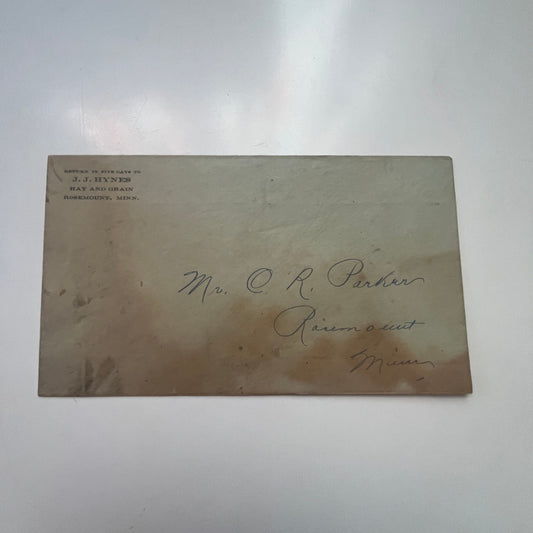 RETURN IN FIVE DAYS TO
J. J. HYNES
HAY AND GRAIN
ROSEMOUNT, MINN.
Mr. C. R. Parker
Rosemount
Minn